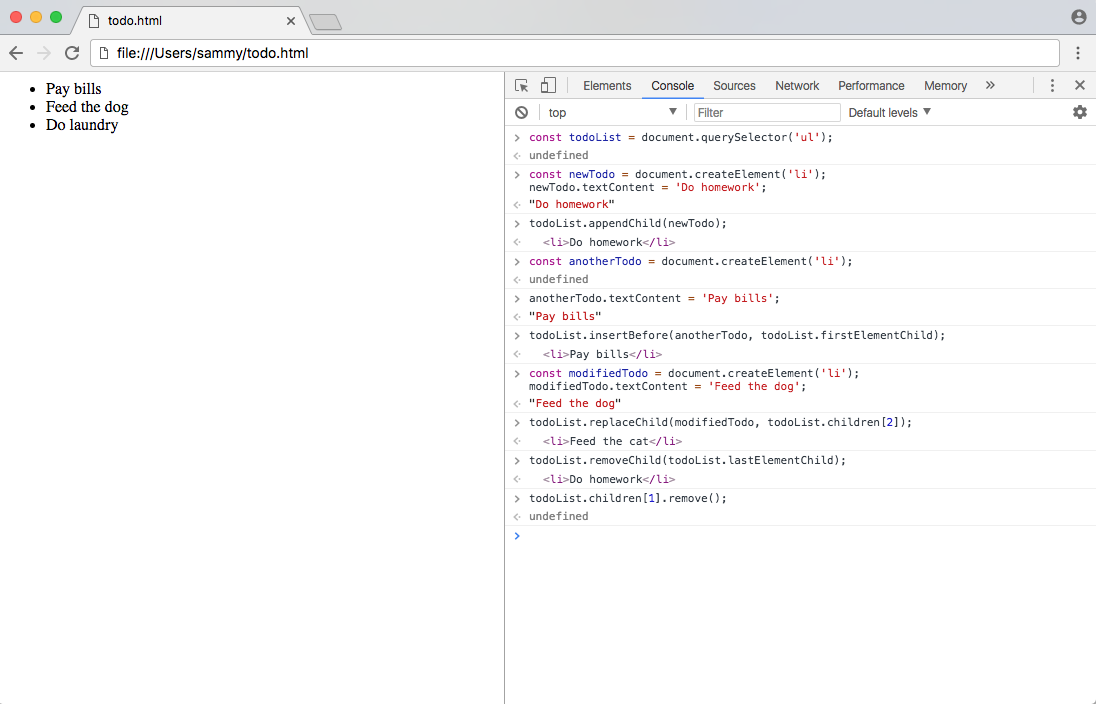 todo.html
file:///Users/sammy/todo.html
Pay bills
Feed the dog
Do laundry
Elements Console Sources Network Performance Memory »
top Filter Default levels
const todoList = document.querySelector('ul');
undefined
const newTodo = document.createElement('li');
newTodo.textContent = 'Do homework';
"Do homework"
todoList.appendChild(newTodo);
<li>Do homework</li>
const anotherTodo = document.createElement('li');
undefined
anotherTodo.textContent = 'Pay bills';
"Pay bills"
todoList.insertBefore(anotherTodo, todoList.firstElementChild);
<li>Pay bills</li>
const modifiedTodo = document.createElement('li');
modifiedTodo.textContent = 'Feed the dog';
"Feed the dog"
todoList.replaceChild(modifiedTodo, todoList.children[2]);
<li>Feed the cat</li>
todoList.removeChild(todoList.lastElementChild);
<li>Do homework</li>
todoList.children[1].remove();
undefined